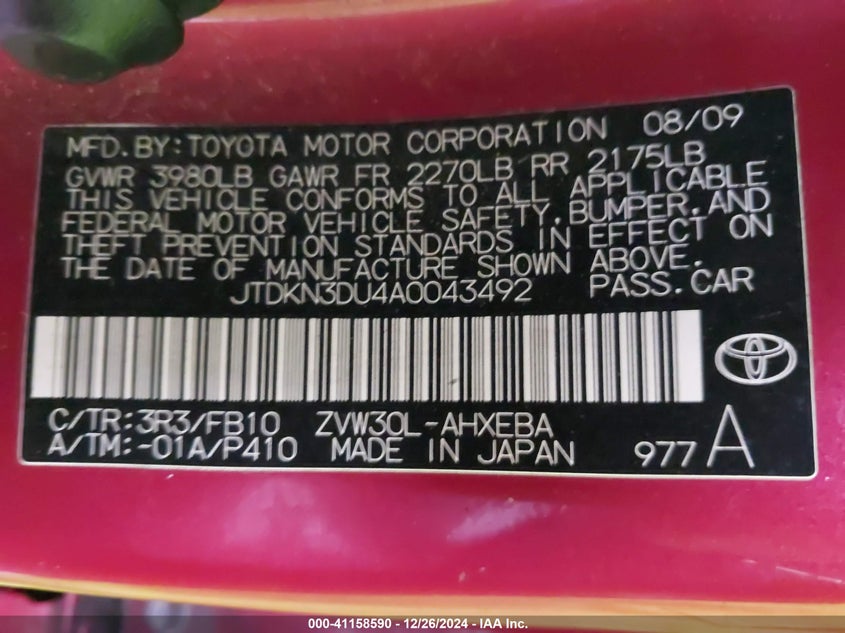 MFD.BY:TOYOTA MOTOR CORPORATION 08/09
GVWR 3980LB GAWR FR 2270LB RR 2175LB
THIS VEHICLE CONFORMS TO ALL APPLICABLE
FEDERAL MOTOR VEHICLE SAFETY,BUMPER,AND
THEFT PREVENTION STANDARDS IN EFFECT ON
THE DATE OF MANUFACTURE SHOWN ABOVE.
JTDKN3DU4A0043492 PASS.CAR
C/TR:3R3/FB10 ZVW30L-AHXEBA
A/TM:-01A/P410 MADE IN JAPAN 977 A
000-41158590 - 12/26/2024 - IAA Inc.